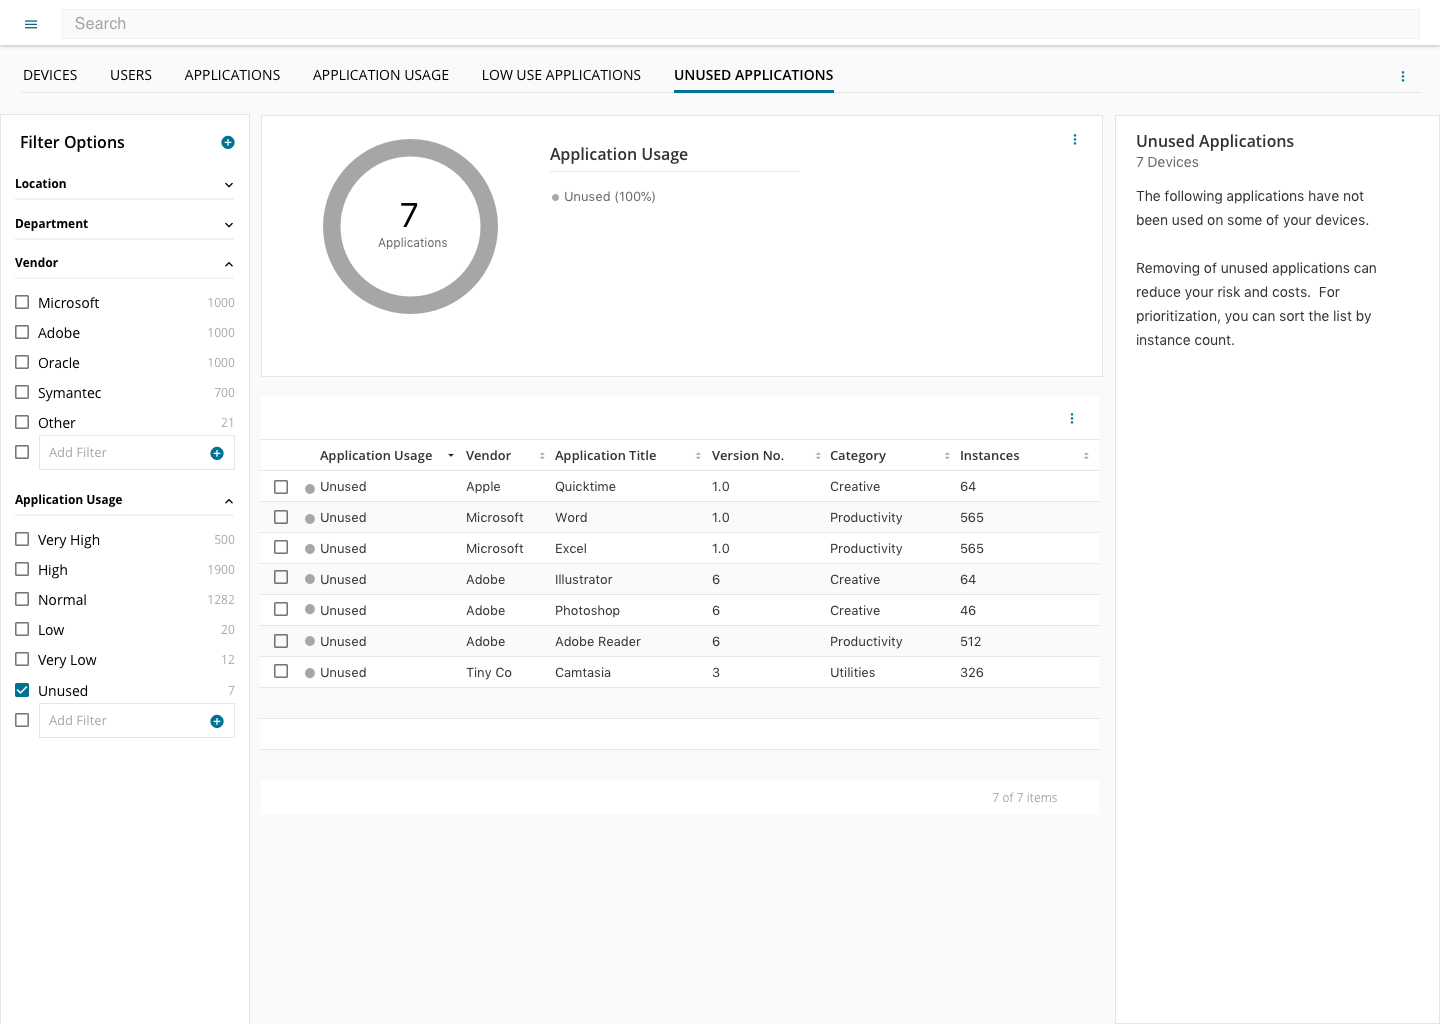 Search
DEVICES USERS APPLICATIONS APPLICATION USAGE LOW USE APPLICATIONS UNUSED APPLICATIONS
Filter Options
Location
Department
Vendor
Microsoft 1000
Adobe 1000
Oracle 1000
Symantec 700
Other 21
Add Filter
Application Usage
Very High 500
High 1900
Normal 1282
Low 20
Very Low 12
Unused 7
Add Filter
7
Applications
Application Usage
Unused (100%)
Application Usage Vendor Application Title Version No. Category Instances
Unused Apple Quicktime 1.0 Creative 64
Unused Microsoft Word 1.0 Productivity 565
Unused Microsoft Excel 1.0 Productivity 565
Unused Adobe Illustrator 6 Creative 64
Unused Adobe Photoshop 6 Creative 46
Unused Adobe Adobe Reader 6 Productivity 512
Unused Tiny Co Camtasia 3 Utilities 326
7 of 7 items
Unused Applications
7 Devices
The following applications have not
been used on some of your devices.
Removing of unused applications can
reduce your risk and costs. For
prioritization, you can sort the list by
instance count.